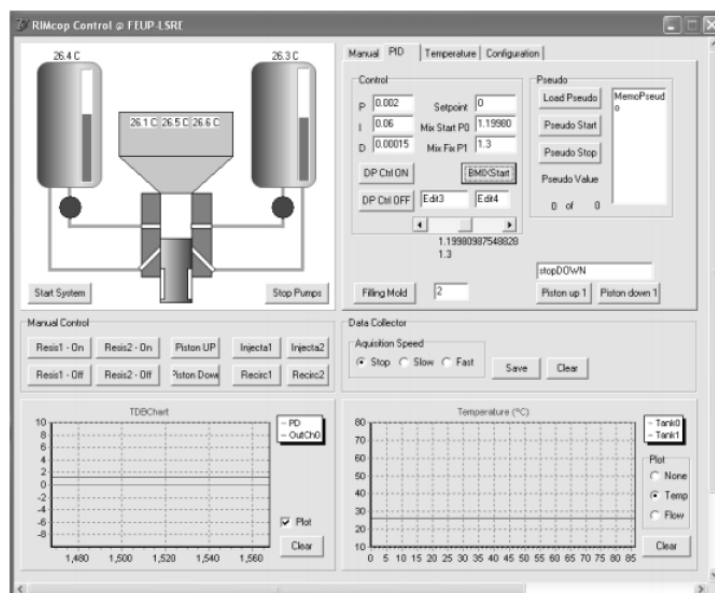 RIMcop Control @ FEUP-LSRE
26.4 C
26.3 C
26.1 C 26.5 C 26.6 C
Start System
Stop Pumps
Manual PID Temperature Configuration
Control
P 0.002 Setpoint 0
I 0.06 Mix Start P0 1.19980
D 0.00015 Mix Fix P1 1.3
DP Ctrl ON BMIXStart
DP Ctrl OFF Edit3 Edit4
1.19980987548828
1.3
Filling Mold 2
Pseudo
Load Pseudo
Pseudo Start
Pseudo Stop
Pseudo Value
0 of 0
MemoPseud
o
stopDOWN
Piston up 1 Piston down 1
Manual Control
Resis1 - On Resis2 - On Piston UP Injecta1 Injecta2
Resis1 - Off Resis2 - Off Piston Down Recirc1 Recirc2
Data Collector
Aquisition Speed
Stop Slow Fast
Save Clear
TDBChart
PD
OutCh0
10
8
6
4
2
0
-2
-4
-6
-8
1,480 1,500 1,520 1,540 1,560
Plot
Clear
Temperature (ºC)
Tank0
Tank1
80
70
60
50
40
30
20
10
0 5 10 15 20 25 30 35 40 45 50 55 60 65 70 75 80 85
Plot
None
Temp
Flow
Clear